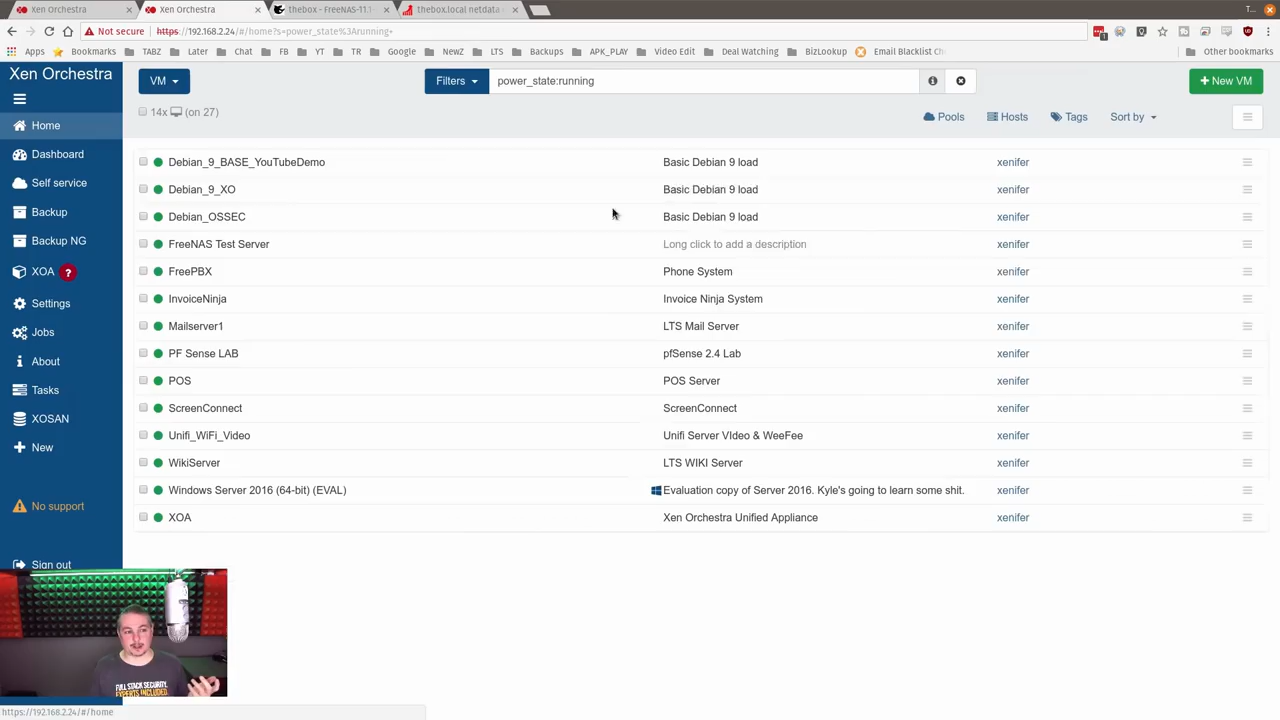 Xen Orchestra
Xen Orchestra
thebox - FreeNAS-11.1
thebox.local netdata
T...
Not secure
https://192.168.2.24/#/home?s=power_state%3Arunning+
Apps
Bookmarks
TABZ
Later
Chat
FB
YT
TR
Google
NewZ
LTS
Backups
APK_PLAY
Video Edit
Deal Watching
BizLookup
Email Blacklist Ch
Other bookmarks
Xen Orchestra
Home
Dashboard
Self service
Backup
Backup NG
XOA ?
Settings
Jobs
About
Tasks
XOSAN
New
No support
Sign out
VM
Filters
power_state:running
+ New VM
14x (on 27)
Pools
Hosts
Tags
Sort by
Debian_9_BASE_YouTubeDemo Basic Debian 9 load xenifer
Debian_9_XO Basic Debian 9 load xenifer
Debian_OSSEC Basic Debian 9 load xenifer
FreeNAS Test Server Long click to add a description xenifer
FreePBX Phone System xenifer
InvoiceNinja Invoice Ninja System xenifer
Mailserver1 LTS Mail Server xenifer
PF Sense LAB pfSense 2.4 Lab xenifer
POS POS Server xenifer
ScreenConnect ScreenConnect xenifer
Unifi_WiFi_Video Unifi Server VIdeo & WeeFee xenifer
WikiServer LTS WIKI Server xenifer
Windows Server 2016 (64-bit) (EVAL) Evaluation copy of Server 2016. Kyle's going to learn some shit. xenifer
XOA Xen Orchestra Unified Appliance xenifer
FULL STACK SECURITY.
EXPERTS INCLUDED.
https://192.168.2.24/#/home